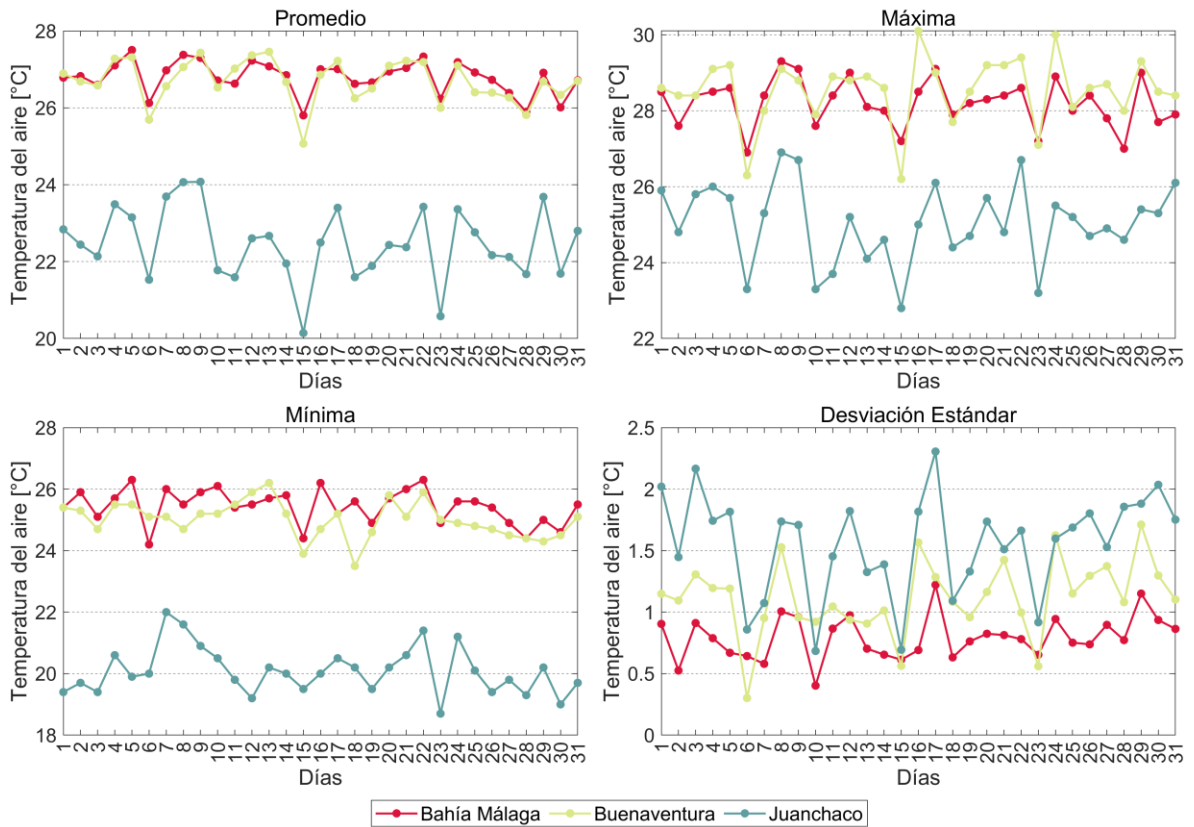 Promedio
Temperatura del aire [°C]
28
26
24
22
20
1 2 3 4 5 6 7 8 9 10 11 12 13 14 15 16 17 18 19 20 21 22 23 24 25 26 27 28 29 30 31
Días
Máxima
Temperatura del aire [°C]
30
28
26
24
22
1 2 3 4 5 6 7 8 9 10 11 12 13 14 15 16 17 18 19 20 21 22 23 24 25 26 27 28 29 30 31
Días
Mínima
Temperatura del aire [°C]
28
26
24
22
20
18
1 2 3 4 5 6 7 8 9 10 11 12 13 14 15 16 17 18 19 20 21 22 23 24 25 26 27 28 29 30 31
Días
Desviación Estándar
Temperatura del aire [°C]
2.5
2
1.5
1
0.5
0
1 2 3 4 5 6 7 8 9 10 11 12 13 14 15 16 17 18 19 20 21 22 23 24 25 26 27 28 29 30 31
Días
Bahía Málaga Buenaventura Juanchaco